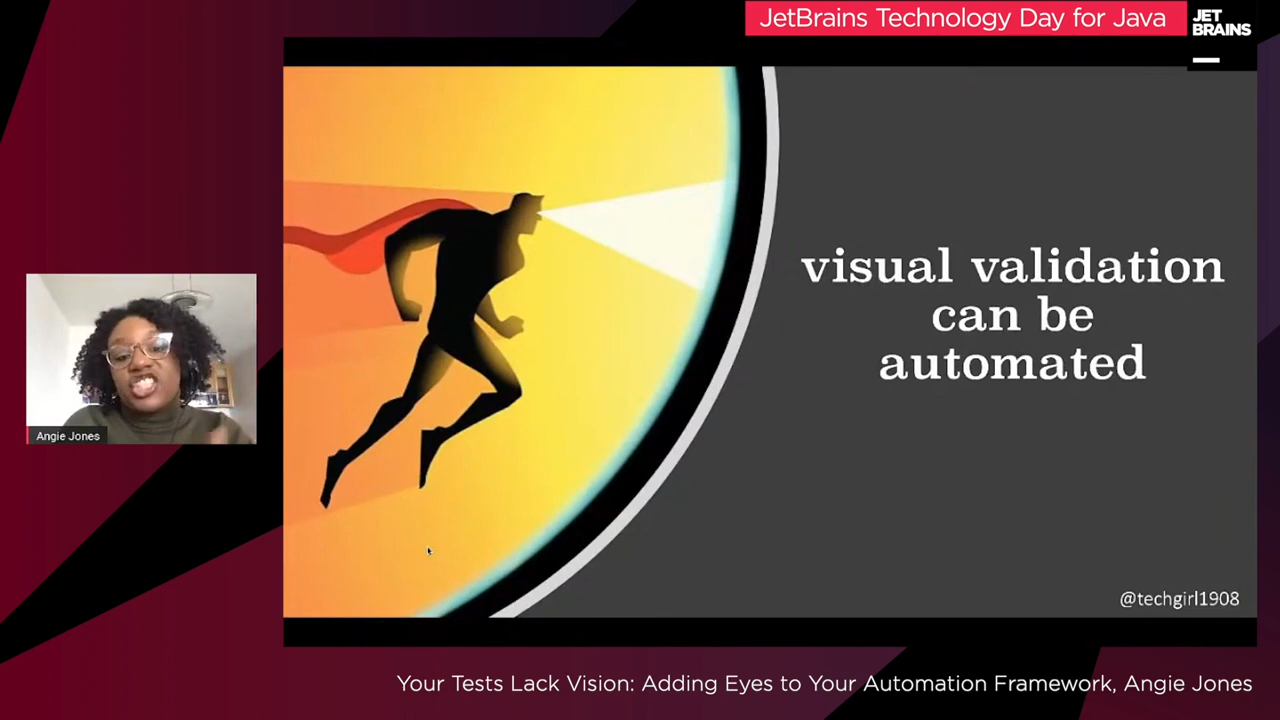 JetBrains Technology Day for Java
JET
BRAINS
visual validation
can be
automated
Angie Jones
@techgirl1908
Your Tests Lack Vision: Adding Eyes to Your Automation Framework, Angie Jones